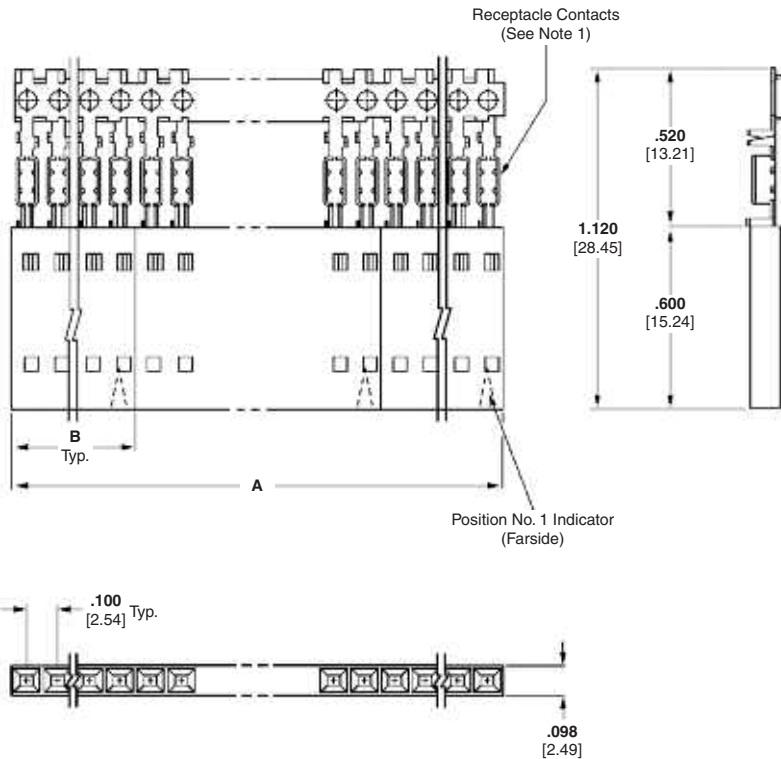 Receptacle Contacts
(See Note 1)
.520
[13.21]
1.120
[28.45]
.600
[15.24]
B
Typ.
A
Position No. 1 Indicator
(Farside)
.100
[2.54] Typ.
.098
[2.49]